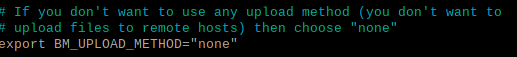 # If you don't want to use any upload method (you don't want to
# upload files to remote hosts) then choose "none"
export BM_UPLOAD_METHOD="none"